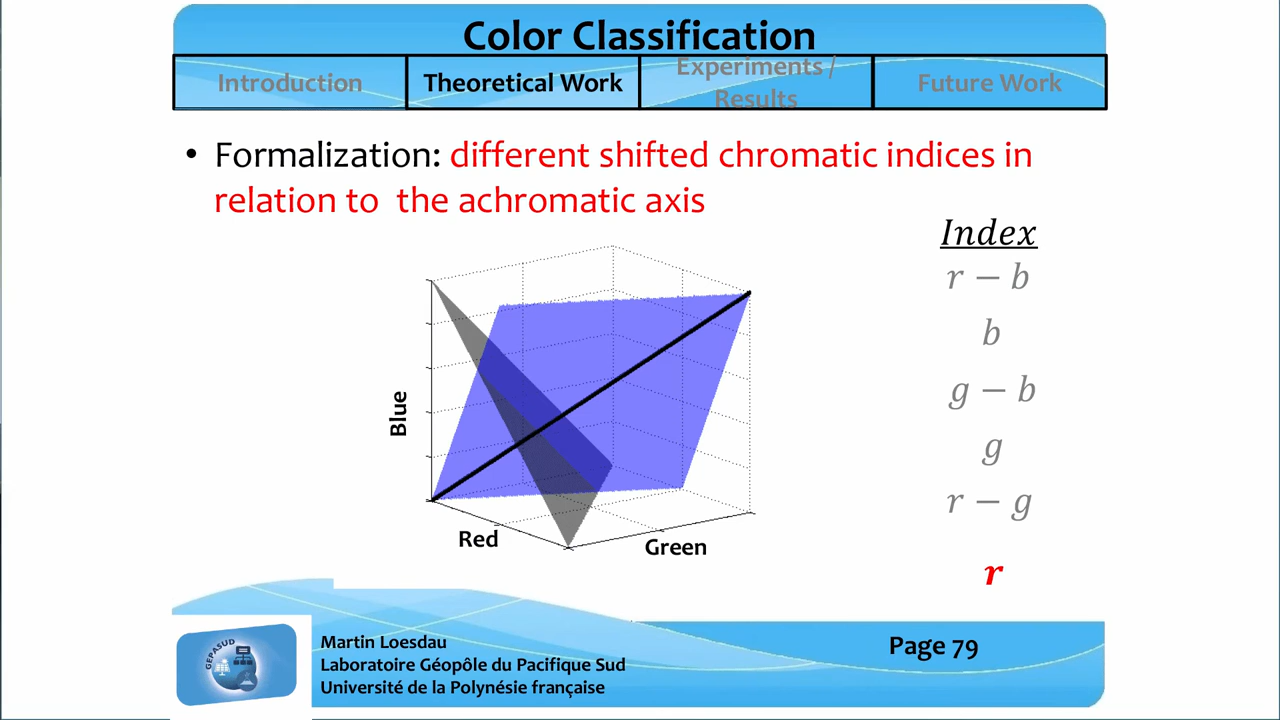 Color Classification
Introduction
Theoretical Work
Experiments /
Results
Future Work
• Formalization: different shifted chromatic indices in
relation to the achromatic axis
Index
r − b
b
g − b
g
r − g
r
Blue
Red
Green
GEPASUD
Martin Loesdau
Laboratoire Géopôle du Pacifique Sud
Université de la Polynésie française
Page 79